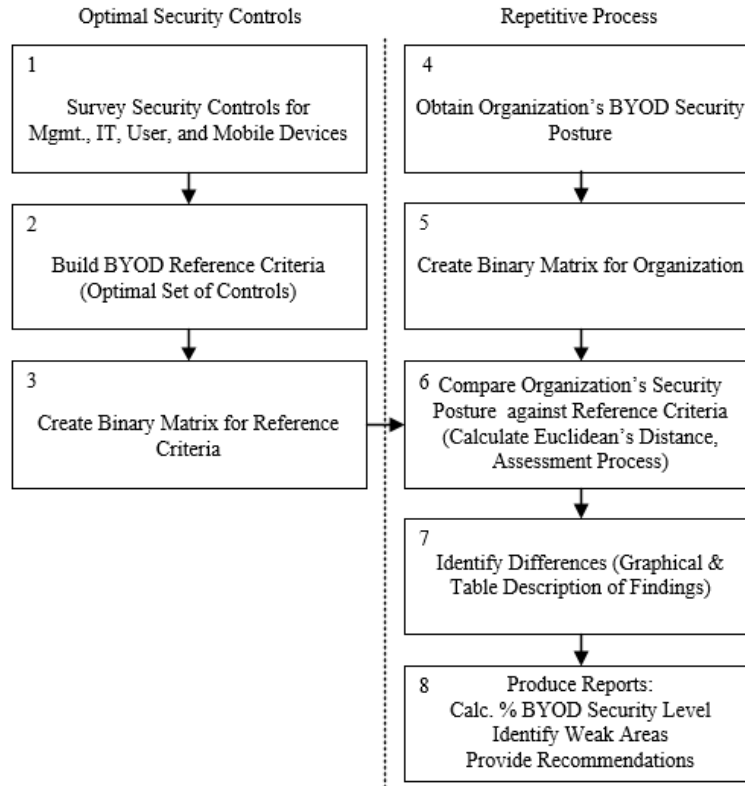 Optimal Security Controls
1
Survey Security Controls for
Mgmt., IT, User, and Mobile Devices
2
Build BYOD Reference Criteria
(Optimal Set of Controls)
3
Create Binary Matrix for Reference
Criteria
Repetitive Process
4
Obtain Organization’s BYOD Security
Posture
5
Create Binary Matrix for Organization
6
Compare Organization’s Security
Posture against Reference Criteria
(Calculate Euclidean’s Distance,
Assessment Process)
7
Identify Differences (Graphical &
Table Description of Findings)
8
Produce Reports:
Calc. % BYOD Security Level
Identify Weak Areas
Provide Recommendations